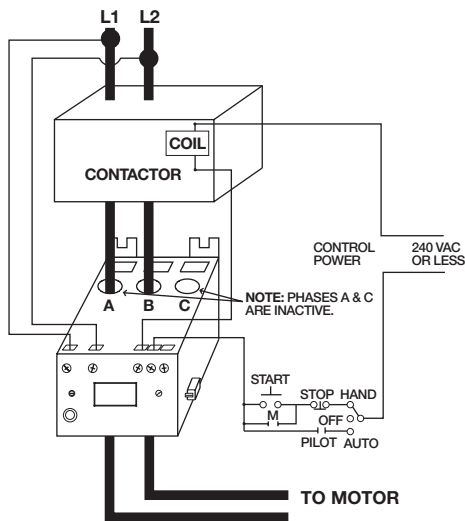 L1 L2
COIL
CONTACTOR
CONTROL
POWER
240 VAC
OR LESS
A B C
NOTE: PHASES A & C
ARE INACTIVE.
START
STOP HAND
M
OFF
PILOT AUTO
TO MOTOR